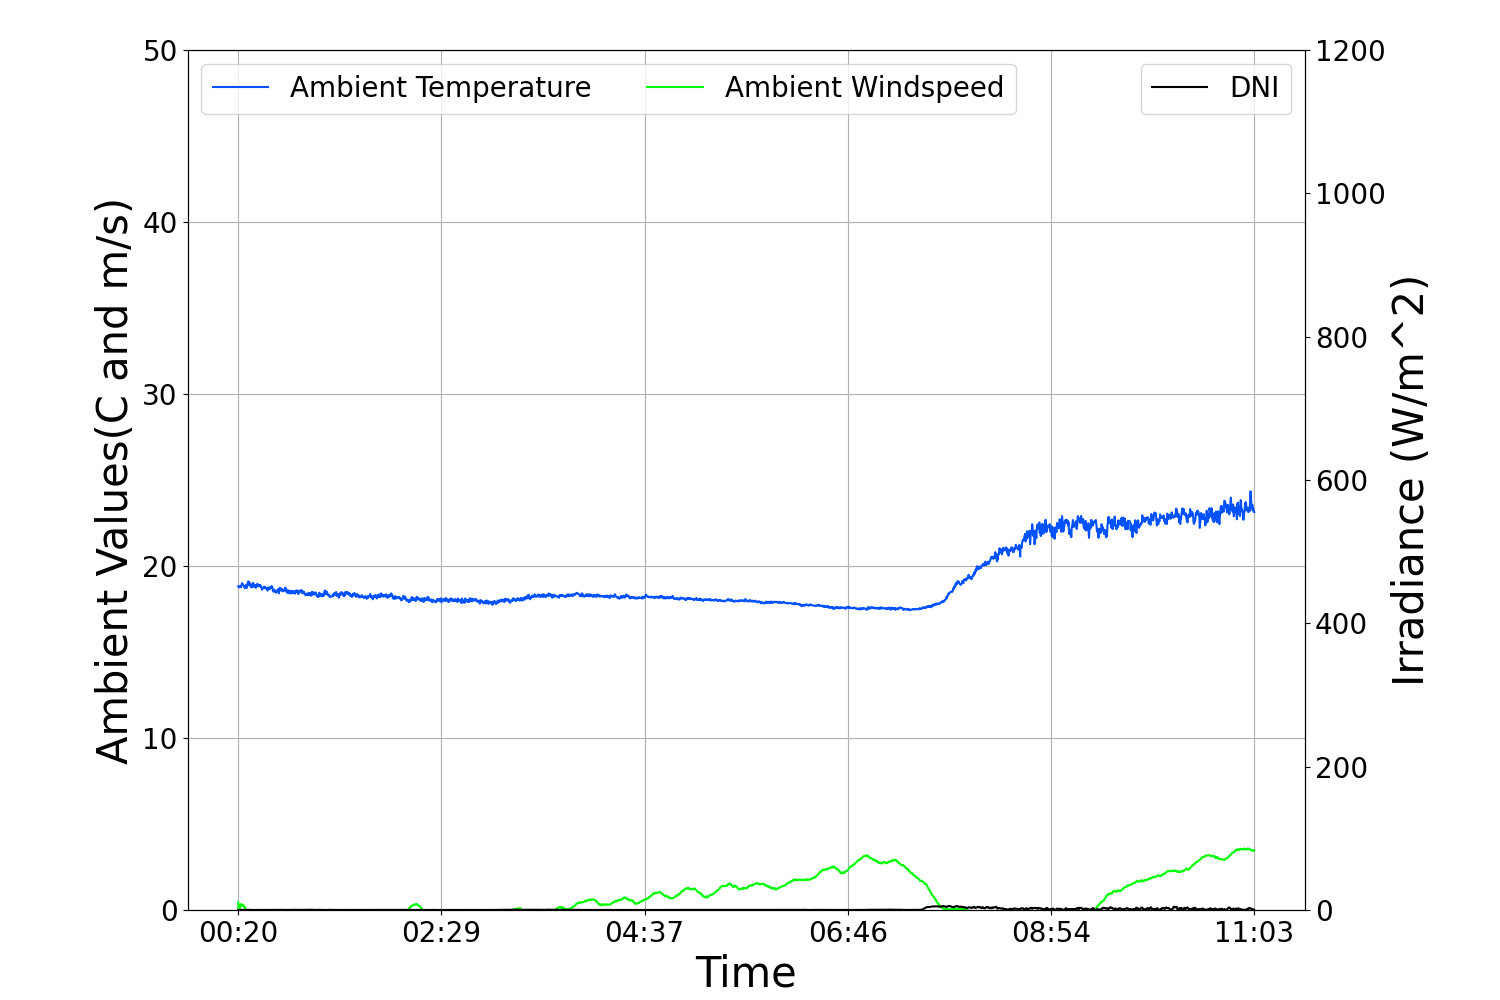 Ambient Temperature Ambient Windspeed DNI
Ambient Values(C and m/s)
50
40
30
20
10
0
1200
1000
800
600
400
200
0
Irradiance (W/m^2)
00:20 02:29 04:37 06:46 08:54 11:03
Time